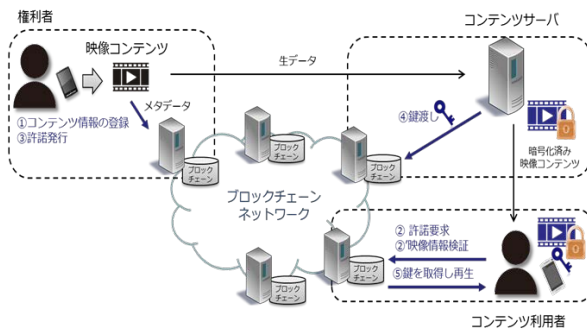 権利者
映像コンテンツ
①コンテンツ情報の登録
③許諾発行
メタデータ
生データ
コンテンツサーバ
④鍵渡し
暗号化済み
映像コンテンツ
ブロック
チェーン
ブロック
チェーン
ブロック
チェーン
ブロックチェーン
ネットワーク
ブロック
チェーン
ブロック
チェーン
② 許諾要求
②’映像情報検証
⑤鍵を取得し再生
コンテンツ利用者